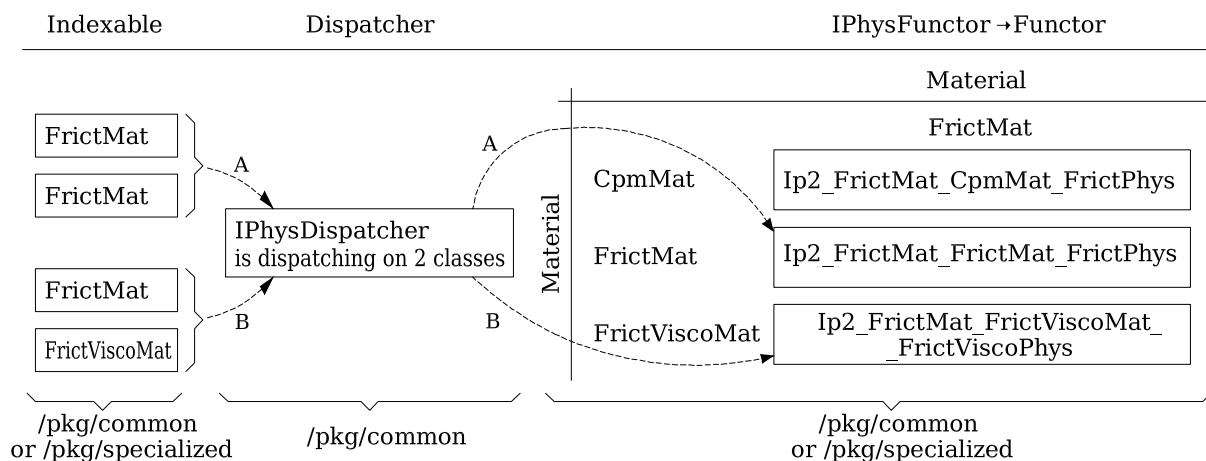 Indexable
Dispatcher
IPhysFunctor→Functor
Material
FrictMat
FrictMat
FrictMat
A
A
CpmMat
Ip2_FrictMat_CpmMat_FrictPhys
IPhysDispatcher
is dispatching on 2 classes
Material
FrictMat
Ip2_FrictMat_FrictMat_FrictPhys
FrictMat
FrictViscoMat
B
B
FrictViscoMat
Ip2_FrictMat_FrictViscoMat_
_FrictViscoPhys
/pkg/common
or /pkg/specialized
/pkg/common
/pkg/common
or /pkg/specialized